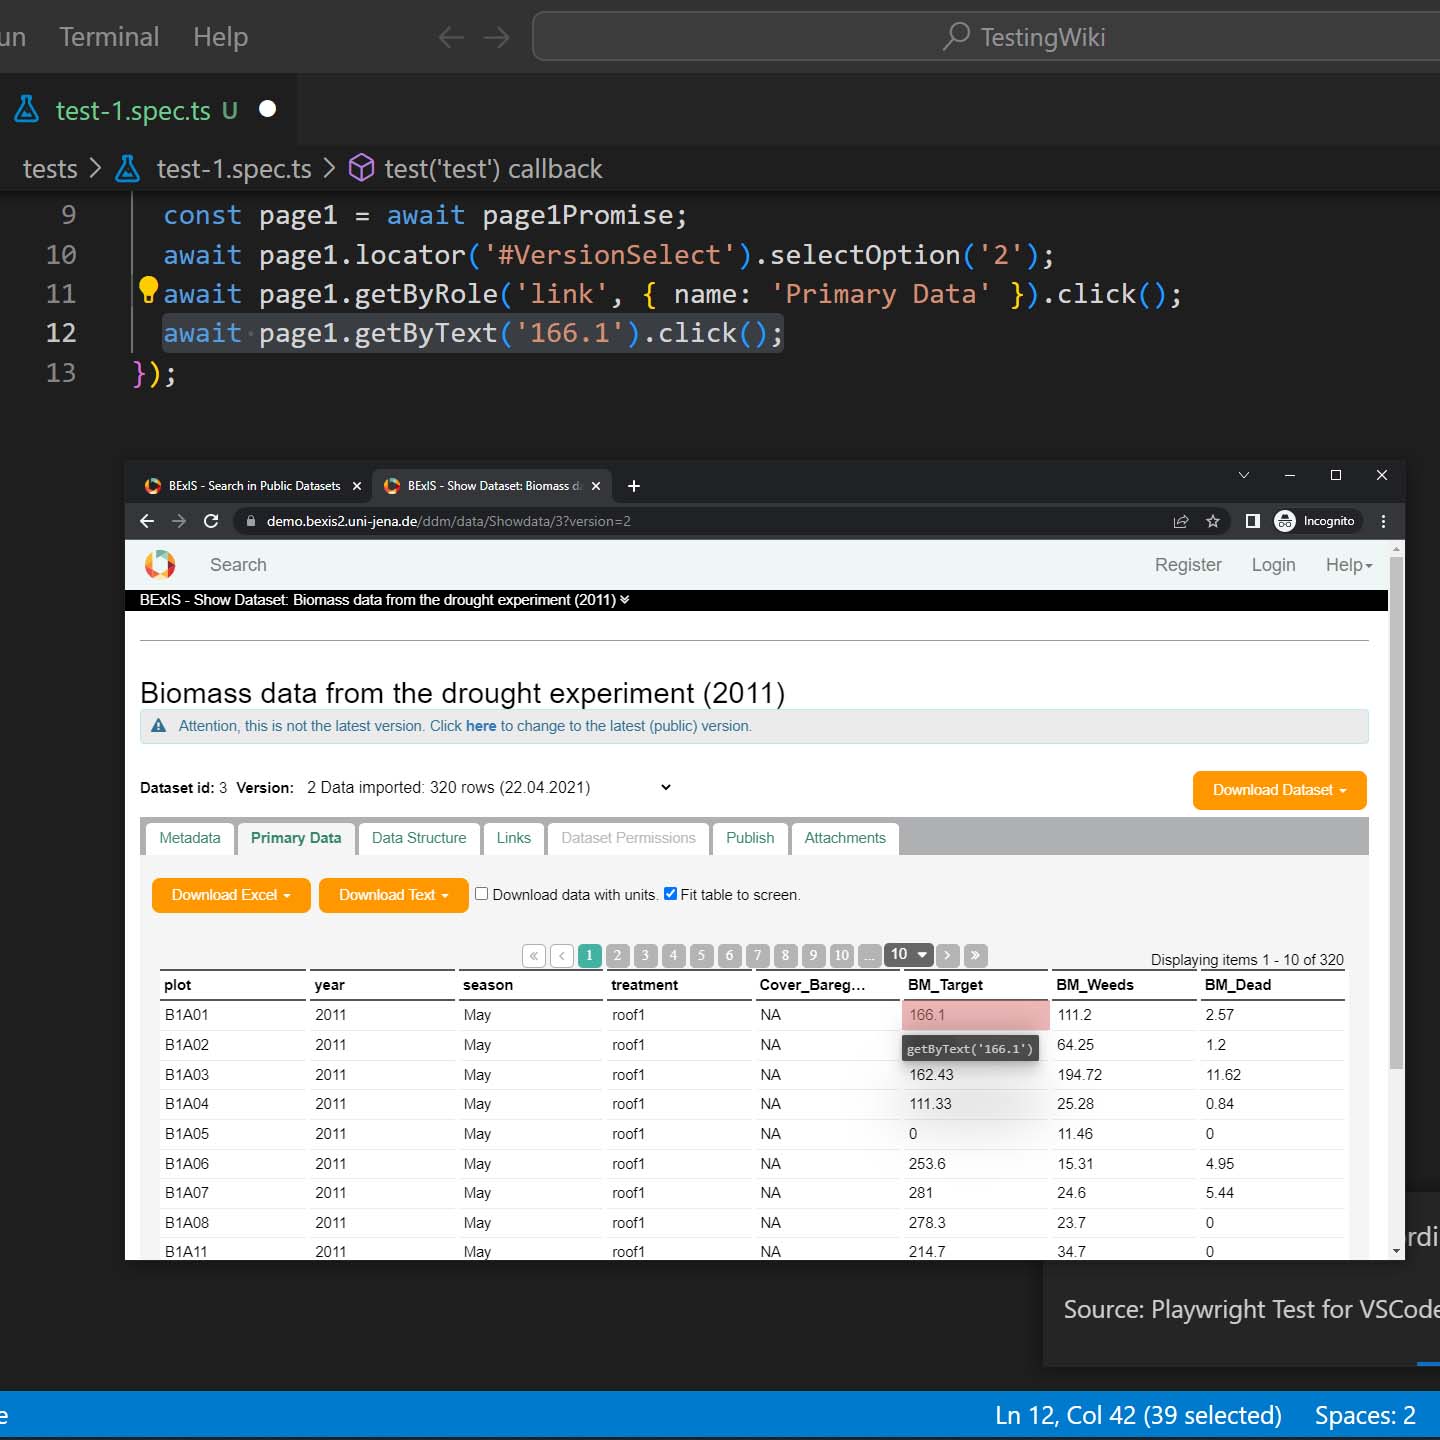 un Terminal Help TestingWiki
test-1.spec.ts U
tests > test-1.spec.ts > test('test') callback
9 const page1 = await page1Promise;
10 await page1.locator('#VersionSelect').selectOption('2');
11 await page1.getByRole('link', { name: 'Primary Data' }).click();
12 await page1.getByText('166.1').click();
13 });
BExIS - Search in Public Datasets BExIS - Show Dataset: Biomass d
demo.bexis2.uni-jena.de/ddm/data/Showdata/3?version=2 Incognito
Search Register Login Help
BExIS - Show Dataset: Biomass data from the drought experiment (2011)
Biomass data from the drought experiment (2011)
Attention, this is not the latest version. Click here to change to the latest (public) version.
Dataset id: 3 Version: 2 Data imported: 320 rows (22.04.2021) Download Dataset
Metadata Primary Data Data Structure Links Dataset Permissions Publish Attachments
Download Excel Download Text Download data with units. Fit table to screen.
« ‹ 1 2 3 4 5 6 7 8 9 10 ... 10 › » Displaying items 1 - 10 of 320
plot year season treatment Cover_Bareg… BM_Target BM_Weeds BM_Dead
B1A01 2011 May roof1 NA 166.1 111.2 2.57
B1A02 2011 May roof1 NA getByText('166.1') 64.25 1.2
B1A03 2011 May roof1 NA 162.43 194.72 11.62
B1A04 2011 May roof1 NA 111.33 25.28 0.84
B1A05 2011 May roof1 NA 0 11.46 0
B1A06 2011 May roof1 NA 253.6 15.31 4.95
B1A07 2011 May roof1 NA 281 24.6 5.44
B1A08 2011 May roof1 NA 278.3 23.7 0
B1A11 2011 May roof1 NA 214.7 34.7 0
rdi
Source: Playwright Test for VSCode
e Ln 12, Col 42 (39 selected) Spaces: 2